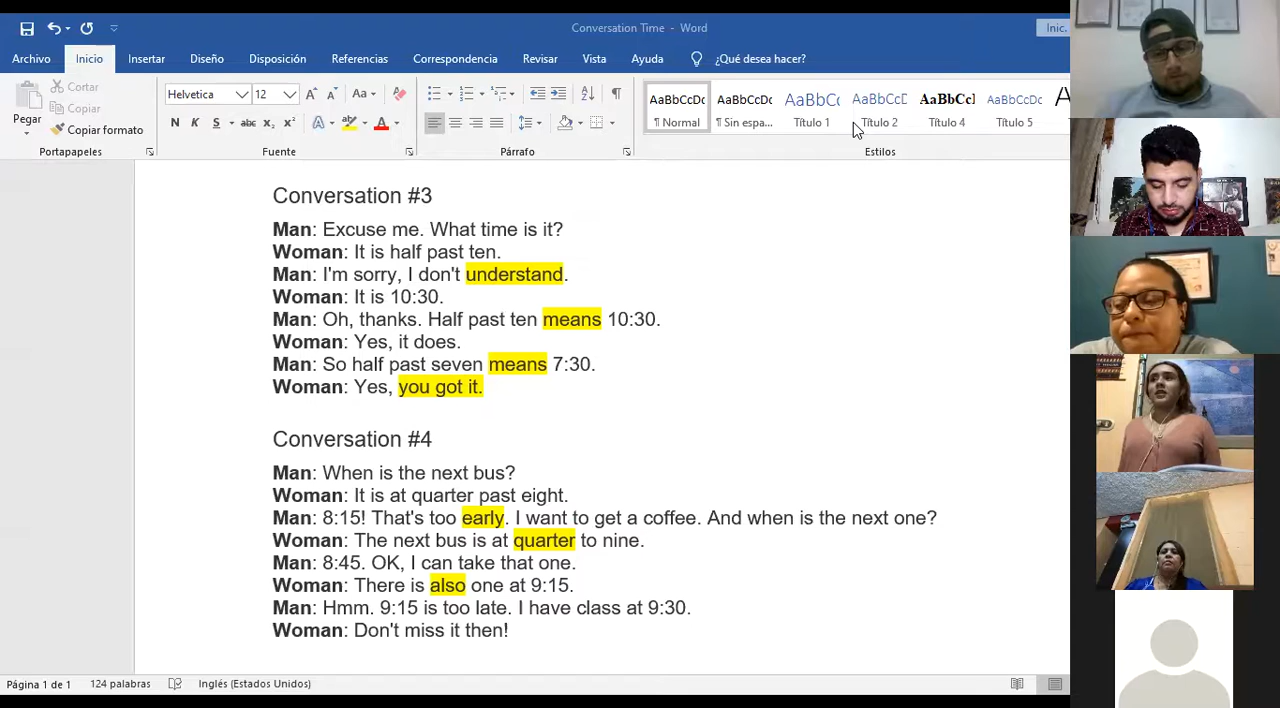 Conversation Time - Word
Inic.
Archivo Inicio Insertar Diseño Disposición Referencias Correspondencia Revisar Vista Ayuda ¿Qué desea hacer?
Pegar
Cortar
Copiar
Copiar formato
Portapapeles
Helvetica 12
Aa
N K S abc x₂ x²
A A
Fuente
Párrafo
AaBbCcDc AaBbCcDc AaBbCc AaBbCcD AaBbCcI AaBbCcD
¶ Normal ¶ Sin espa... Título 1 Título 2 Título 4 Título 5
Estilos
Conversation #3
Man: Excuse me. What time is it?
Woman: It is half past ten.
Man: I'm sorry, I don't understand.
Woman: It is 10:30.
Man: Oh, thanks. Half past ten means 10:30.
Woman: Yes, it does.
Man: So half past seven means 7:30.
Woman: Yes, you got it.
Conversation #4
Man: When is the next bus?
Woman: It is at quarter past eight.
Man: 8:15! That's too early. I want to get a coffee. And when is the next one?
Woman: The next bus is at quarter to nine.
Man: 8:45. OK, I can take that one.
Woman: There is also one at 9:15.
Man: Hmm. 9:15 is too late. I have class at 9:30.
Woman: Don't miss it then!
Página 1 de 1 124 palabras Inglés (Estados Unidos)